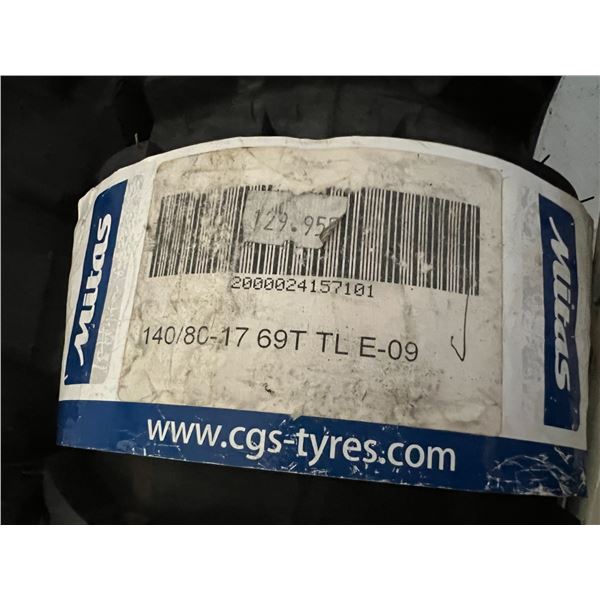 Mitas
129.95
2000024157101
140/80-17 69T TL E-09
www.cgs-tyres.com
Mitas